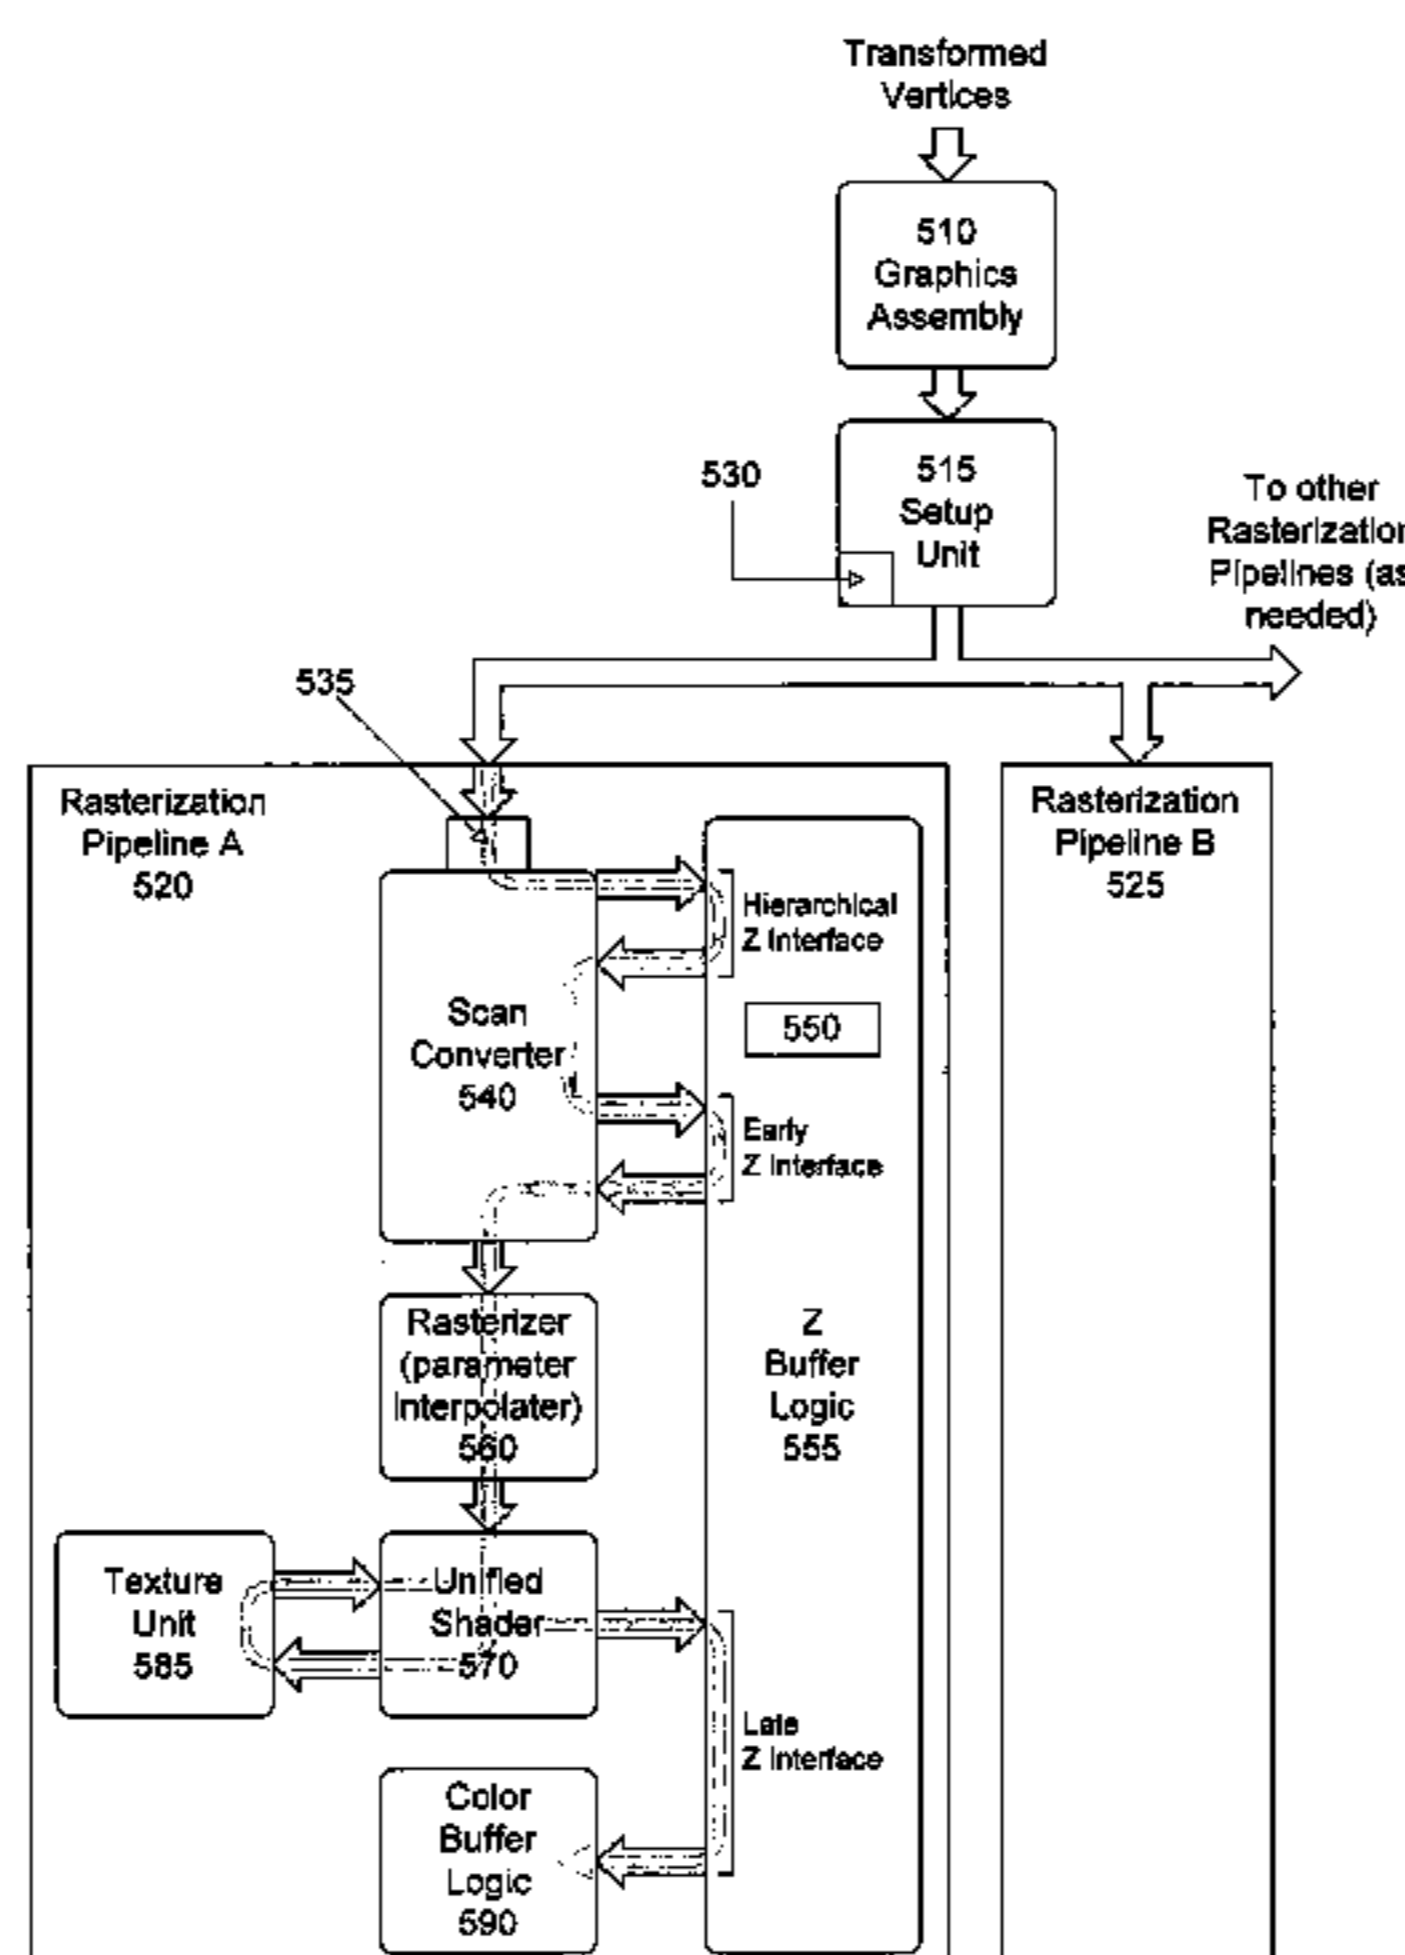 Transformed
Vertices
510
Graphics
Assembly
530
515
Setup
Unit
To other
Rasterization
Pipelines (as
needed)
535
Rasterization
Pipeline A
520
Rasterization
Pipeline B
525
Hierarchical
Z Interface
550
Scan
Converter
540
Early
Z Interface
Rasterizer
(parameter
Interpolater)
560
Z
Buffer
Logic
555
Texture
Unit
585
Unified
Shader
570
Late
Z Interface
Color
Buffer
Logic
590